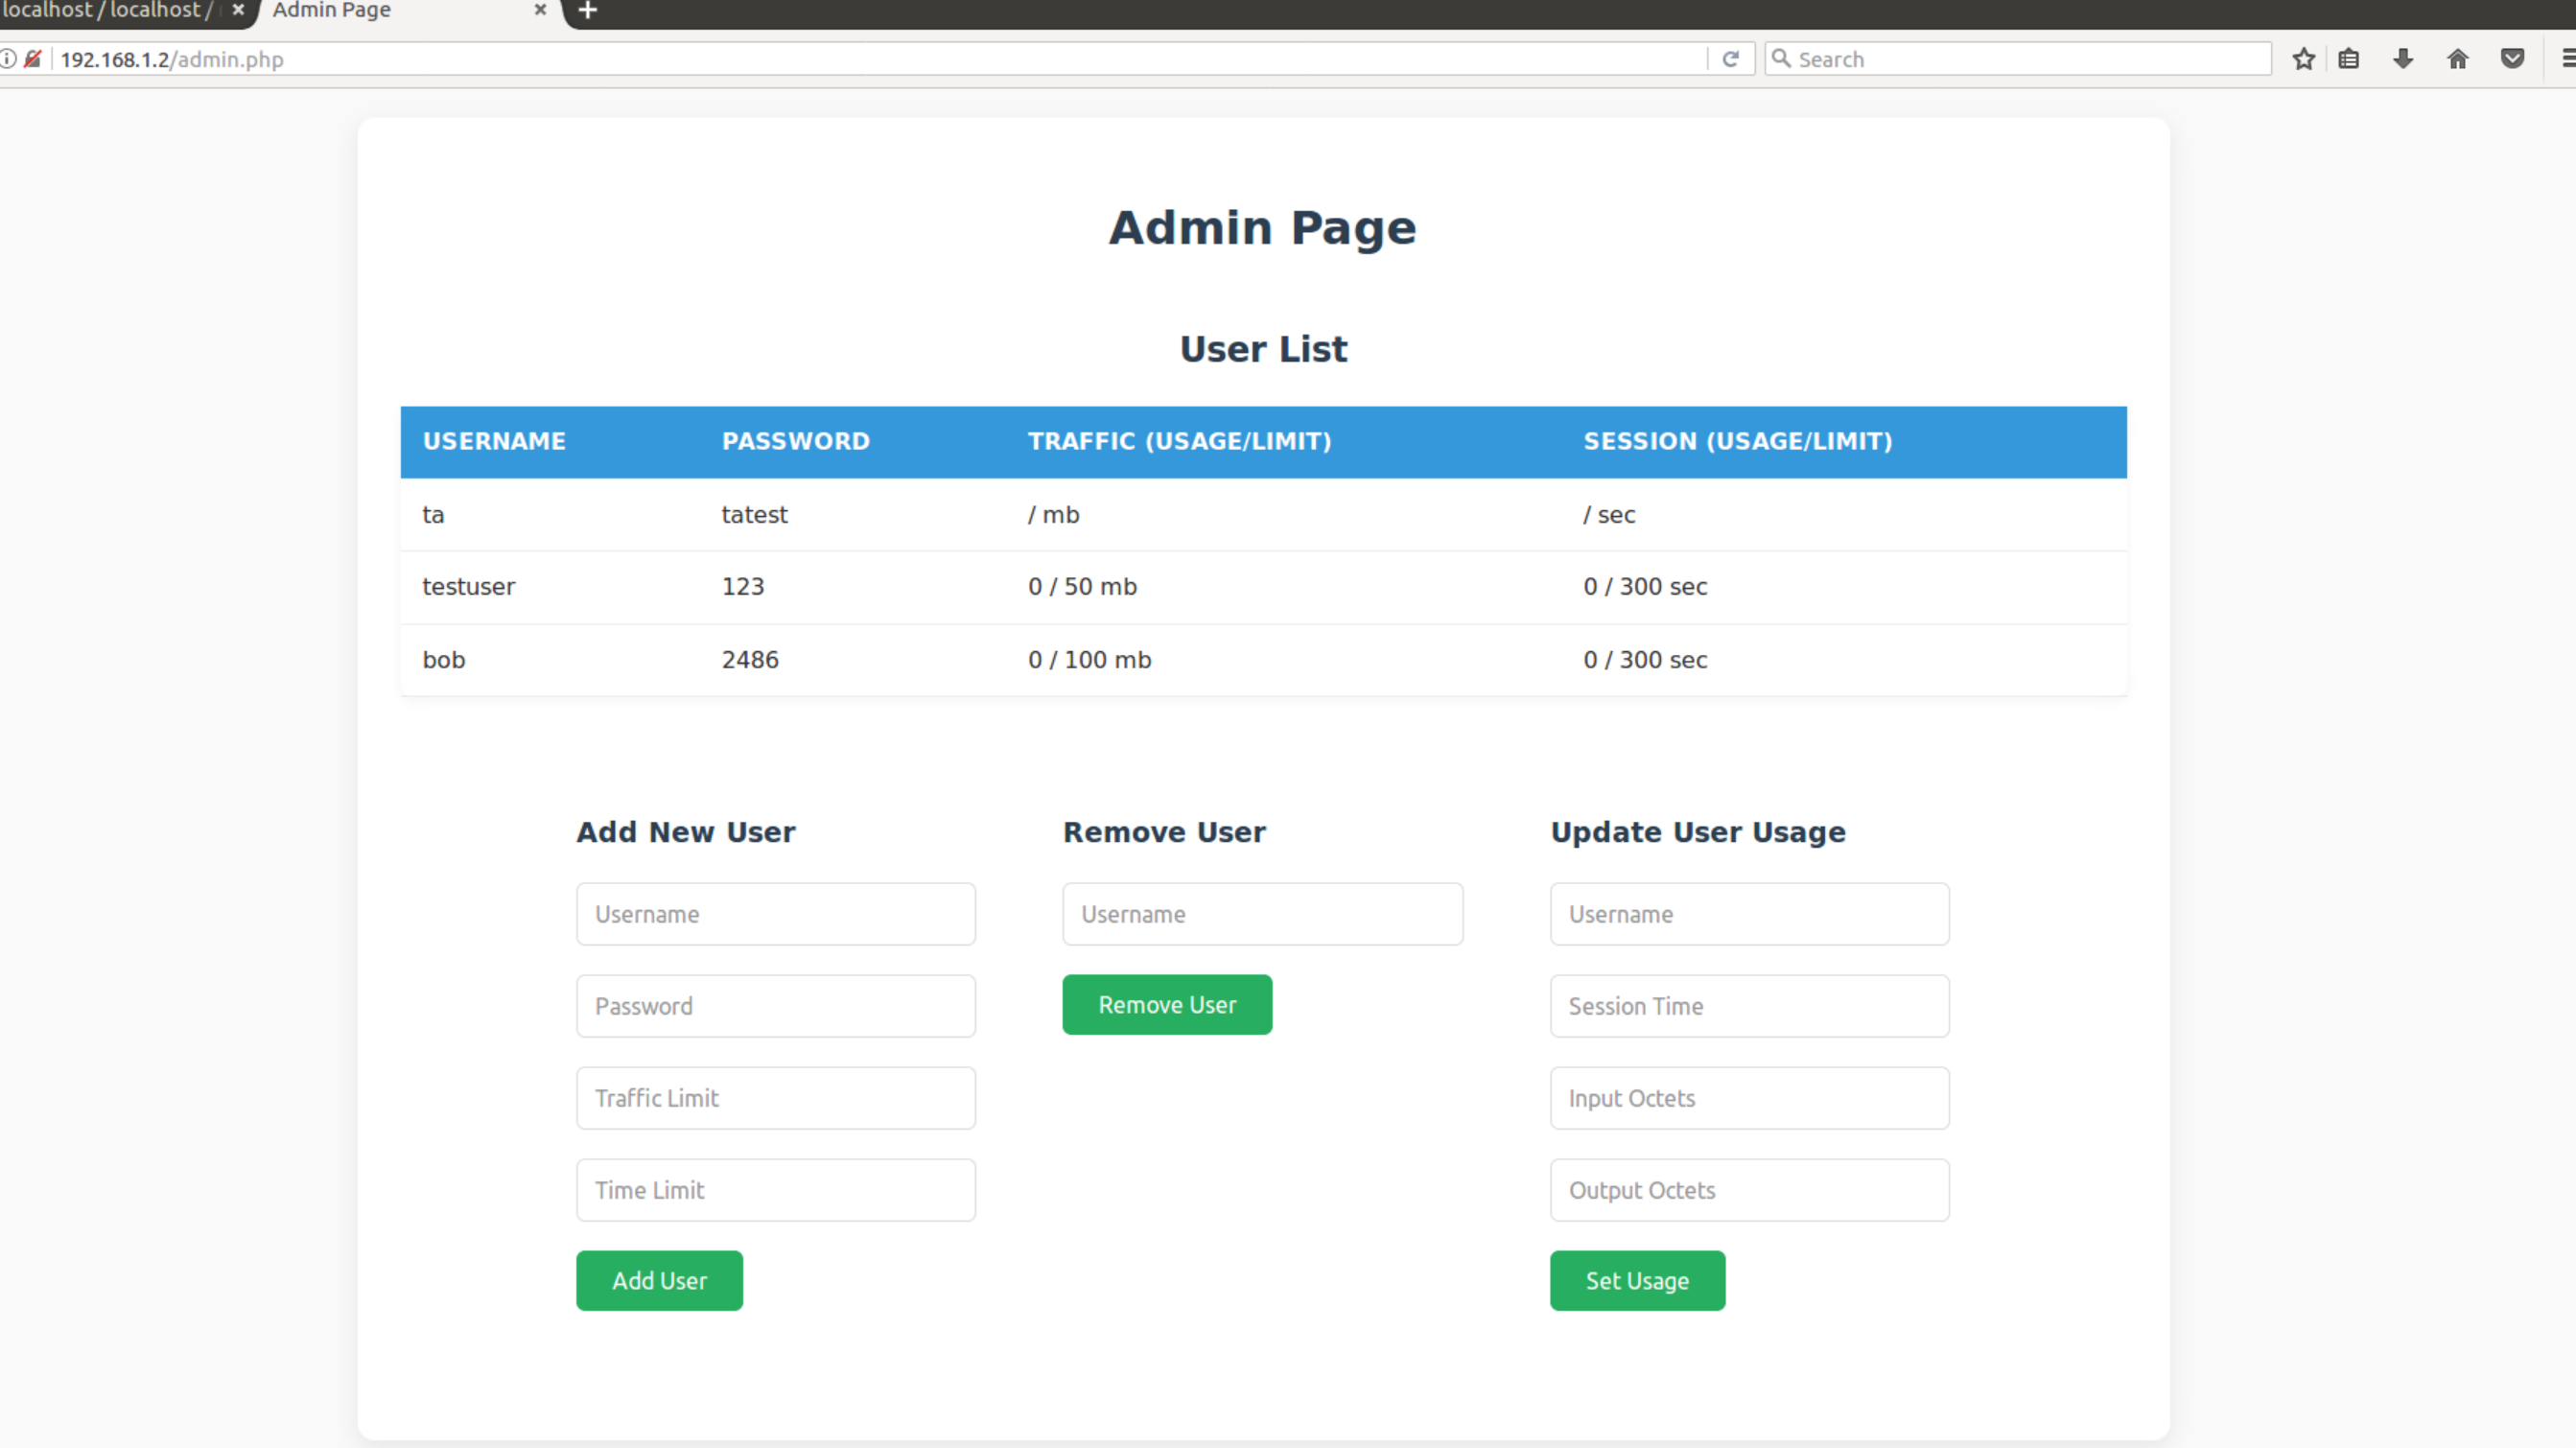 localhost / localhost /
Admin Page
192.168.1.2/admin.php
Search
Admin Page
User List
USERNAME PASSWORD TRAFFIC (USAGE/LIMIT) SESSION (USAGE/LIMIT)
ta tatest / mb / sec
testuser 123 0 / 50 mb 0 / 300 sec
bob 2486 0 / 100 mb 0 / 300 sec
Add New User
Username
Password
Traffic Limit
Time Limit
Add User
Remove User
Username
Remove User
Update User Usage
Username
Session Time
Input Octets
Output Octets
Set Usage